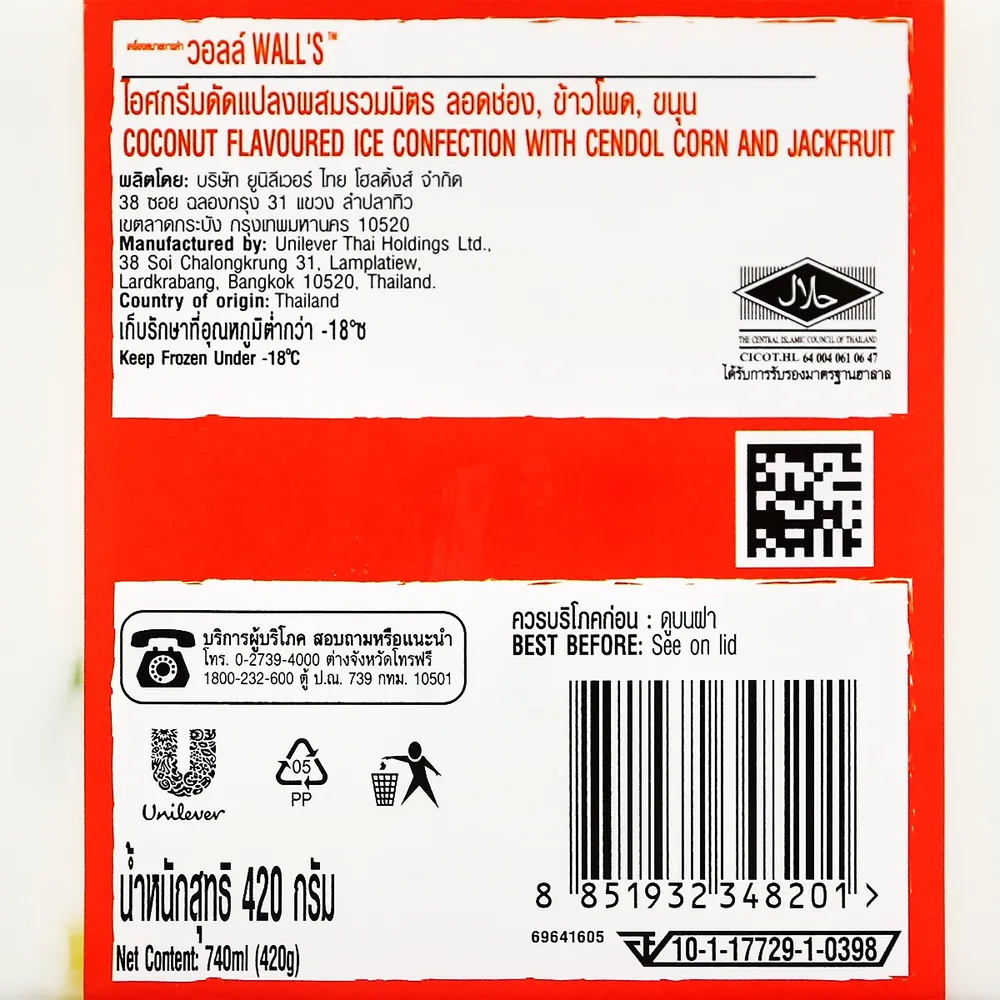 เครื่องหมายการค้า วอลล์ WALL'S™
ไอศกรีมดัดแปลงผสมรวมมิตร ลอดช่อง, ข้าวโพด, ขนุน
COCONUT FLAVOURED ICE CONFECTION WITH CENDOL CORN AND JACKFRUIT
ผลิตโดย: บริษัท ยูนิลีเวอร์ ไทย โฮลดิ้งส์ จำกัด
38 ซอย ฉลองกรุง 31 แขวง ลำปลาทิว
เขตลาดกระบัง กรุงเทพมหานคร 10520
Manufactured by: Unilever Thai Holdings Ltd.,
38 Soi Chalongkrung 31, Lamplatiew,
Lardkrabang, Bangkok 10520, Thailand.
Country of origin: Thailand
เก็บรักษาที่อุณหภูมิต่ำกว่า -18°ซ
Keep Frozen Under -18°C
حلال
THE CENTRAL ISLAMIC COUNCIL OF THAILAND
CICOT.HL 64 004 061 06 47
ได้รับการรับรองมาตรฐานฮาลาล
บริการผู้บริโภค สอบถามหรือแนะนำ
โทร. 0-2739-4000 ต่างจังหวัดโทรฟรี
1800-232-600 ตู้ ป.ณ. 739 กทม. 10501
ควรบริโภคก่อน : ดูบนฝา
BEST BEFORE: See on lid
Unilever
05
PP
น้ำหนักสุทธิ 420 กรัม
Net Content: 740ml (420g)
8 851932 348201 >
69641605
10-1-17729-1-0398